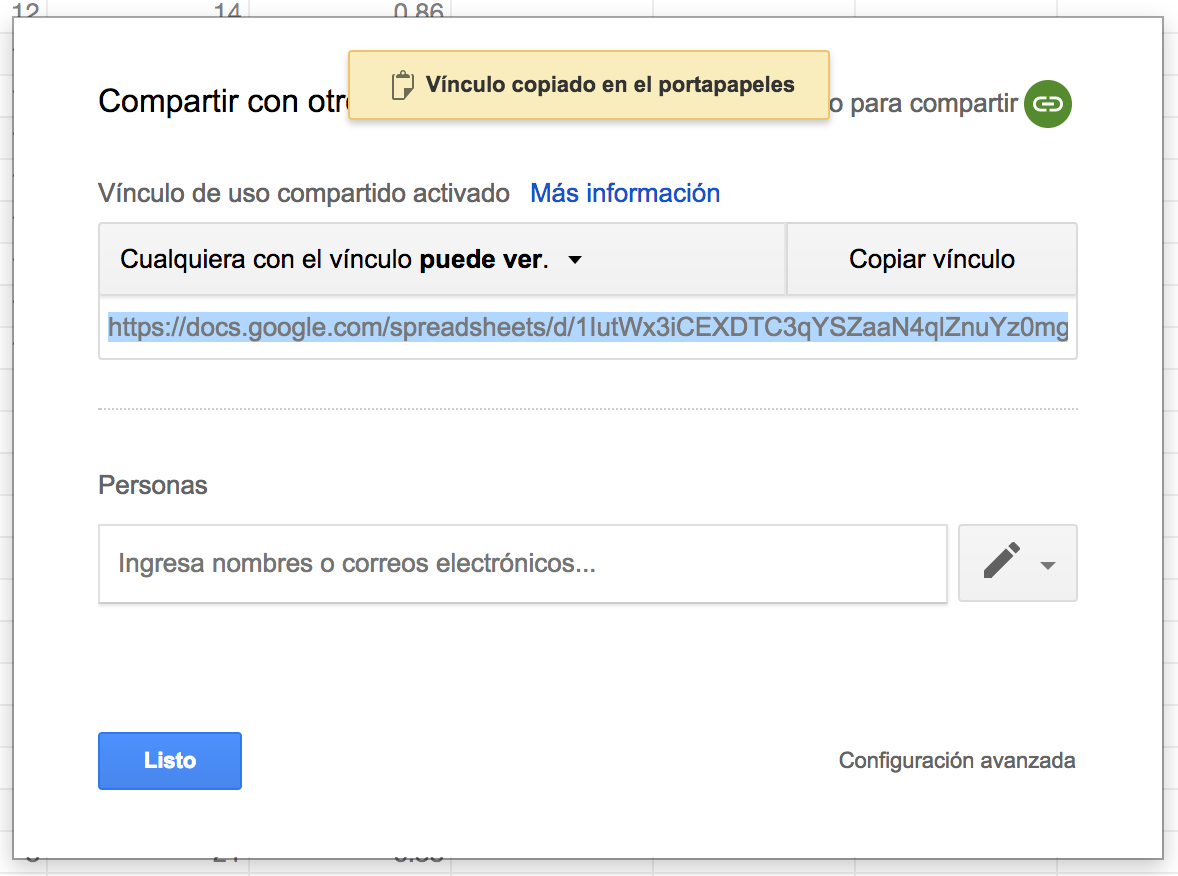 12 14 0.86
Vínculo copiado en el portapapeles
Compartir con otr
o para compartir
Vínculo de uso compartido activado Más información
Cualquiera con el vínculo puede ver. Copiar vínculo
https://docs.google.com/spreadsheets/d/1IutWx3iCEXDTC3qYSZaaN4qlZnuYz0mg
Personas
Ingresa nombres o correos electrónicos...
Listo Configuración avanzada